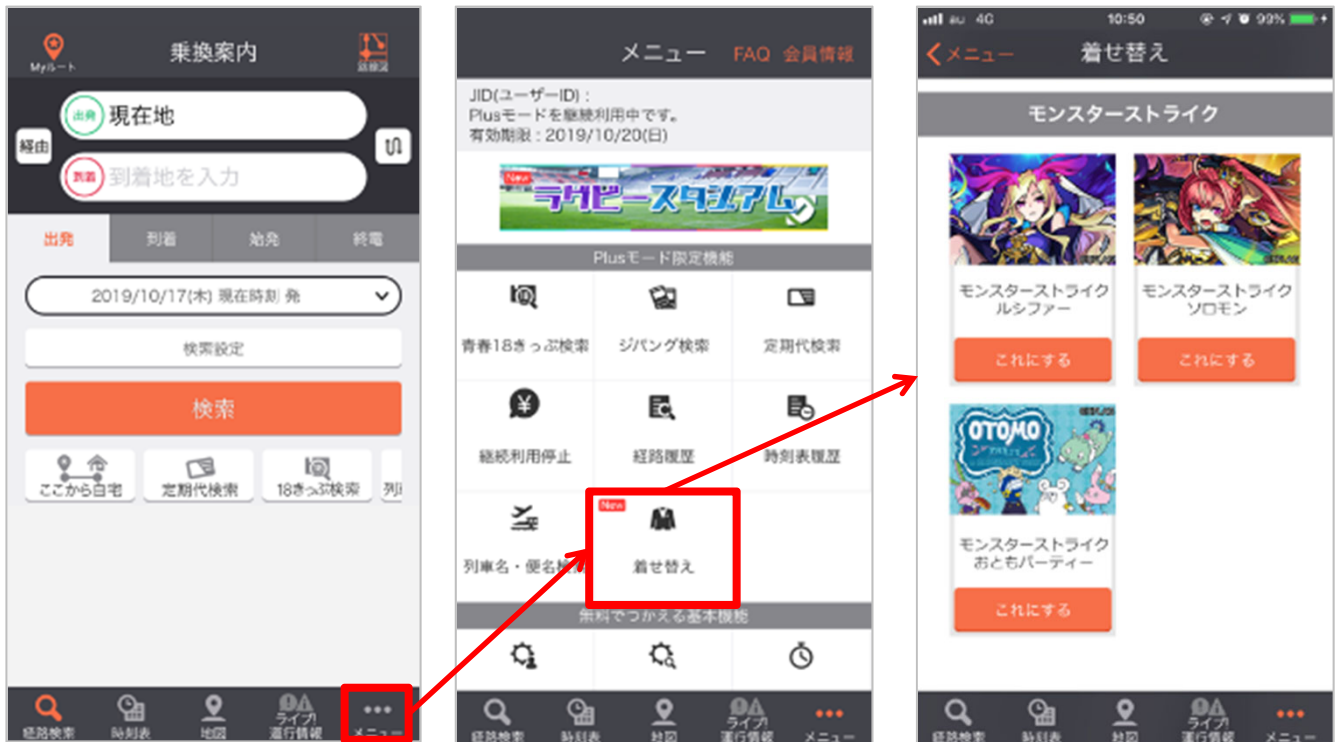 Myルート
乗換案内
路線図
出発
現在地
経由
到着
到着地を入力
出発
到着
始発
終電
2019/10/17(木) 現在時刻 発
検索設定
検索
ここから自宅
定期代検索
18きっぷ検索
列
経路検索
時刻表
地図
ライブ!
運行情報
メニュー
メニュー
FAQ
会員情報
JID(ユーザーID) :
Plusモードを継続利用中です。
有効期限 : 2019/10/20(日)
New
ラグビースタジアム
Plusモード限定機能
青春18きっぷ検索
ジパング検索
定期代検索
継続利用停止
経路履歴
時刻表履歴
列車名・便名検索
New
着せ替え
無料でつかえる基本機能
経路検索
時刻表
地図
ライブ!
運行情報
メニュー
au 4G
10:50
99%
メニュー
着せ替え
モンスターストライク
モンスターストライク
ルシファー
これにする
モンスターストライク
ソロモン
これにする
OTOMO
モンスターストライク
おともパーティー
これにする
経路検索
時刻表
地図
ライブ!
運行情報
メニュー